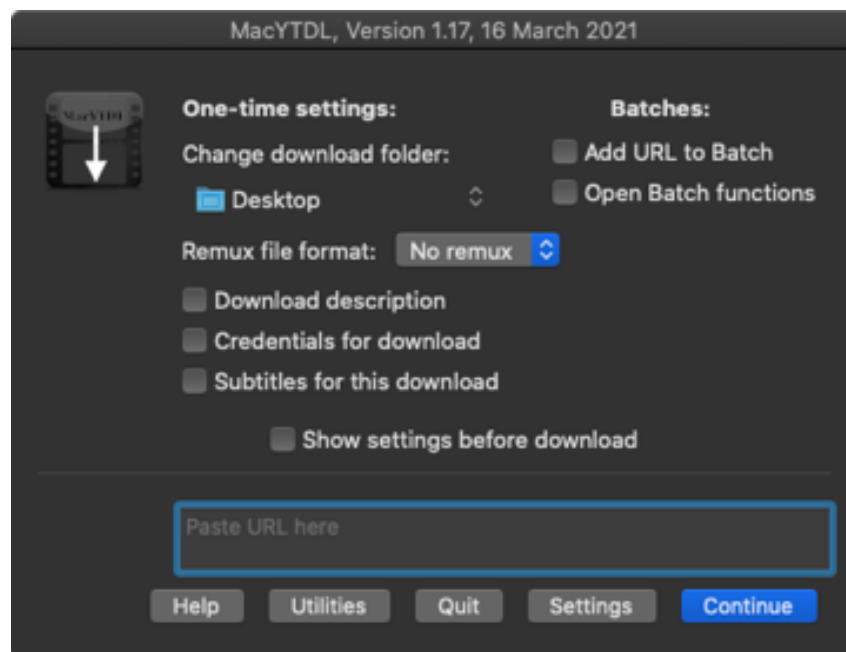 MacYTDL, Version 1.17, 16 March 2021
MacYTDL
One-time settings:
Batches:
Change download folder:
Add URL to Batch
Desktop
Open Batch functions
Remux file format: No remux
Download description
Credentials for download
Subtitles for this download
Show settings before download
Paste URL here
Help Utilities Quit Settings Continue